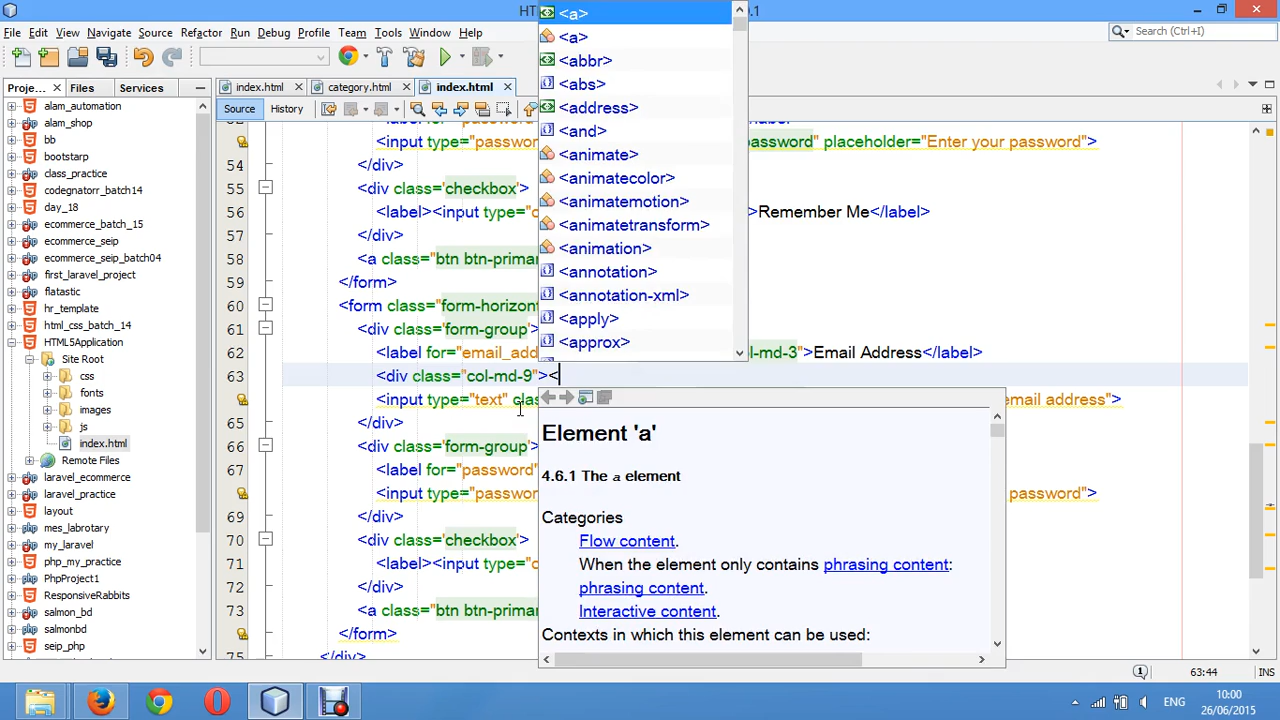 HT
.1
File Edit View Navigate Source Refactor Run Debug Profile Team Tools Window Help
Search (Ctrl+I)
Proje... Files Services
index.html category.html index.html
Source History
alam_automation
alam_shop
bb
bootstarp
class_practice
codegnatorr_batch14
day_18
ecommerce_batch_15
ecommerce_seip
ecommerce_seip_batch04
first_laravel_project
flatastic
hr_template
html_css_batch_14
HTML5Application
Site Root
css
fonts
images
js
index.html
Remote Files
laravel_ecommerce
laravel_practice
layout
mes_labrotary
my_laravel
php_my_practice
PhpProject1
ResponsiveRabbits
salmon_bd
salmonbd
seip_php
<input type="passwor password" placeholder="Enter your password">
54 </div>
55 <div class='checkbox'>
56 <label><input type="c >Remember Me</label>
57 </div>
58 <a class="btn btn-primar
59 </form>
60 <form class="form-horizont
61 <div class='form-group'>
62 <label for="email_add ol-md-3">Email Address</label>
63 <div class="col-md-9"><
<input type="text" clas email address">
65 </div>
66 <div class='form-group'>
67 <label for="password"
<input type="passwor password">
69 </div>
70 <div class='checkbox'>
71 <label><input type="c
72 </div>
73 <a class="btn btn-primar
</form>
75 </div>
<a>
<a>
<abbr>
<abs>
<address>
<and>
<animate>
<animatecolor>
<animatemotion>
<animatetransform>
<animation>
<annotation>
<annotation-xml>
<apply>
<approx>
Element 'a'
4.6.1 The a element
Categories
Flow content.
When the element only contains phrasing content:
phrasing content.
Interactive content.
Contexts in which this element can be used:
1 63:44 INS
ENG
10:00
26/06/2015